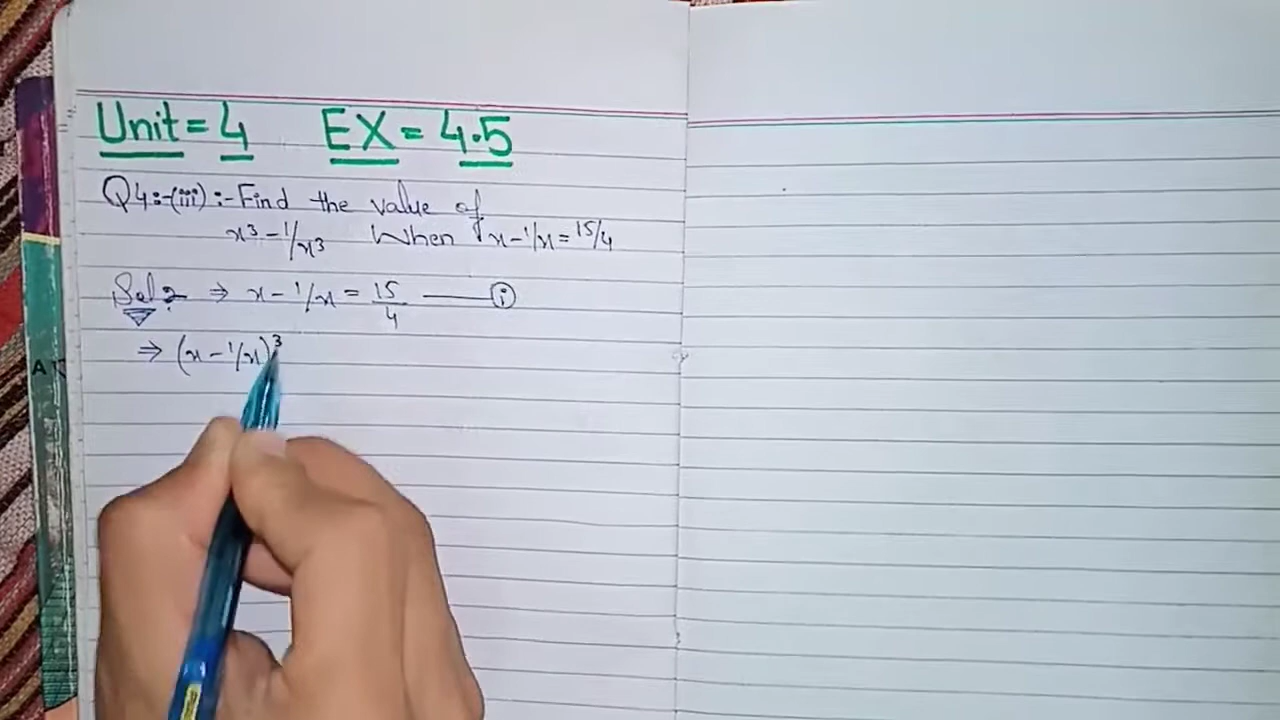 Unit = 4 EX = 4.5
Q4:-(iii):- Find the value of
x³ - 1/x³ When x - 1/x = 15/4
Sol: ⇒ x - 1/x = 15/4 —— (i)
⇒ (x - 1/x)³